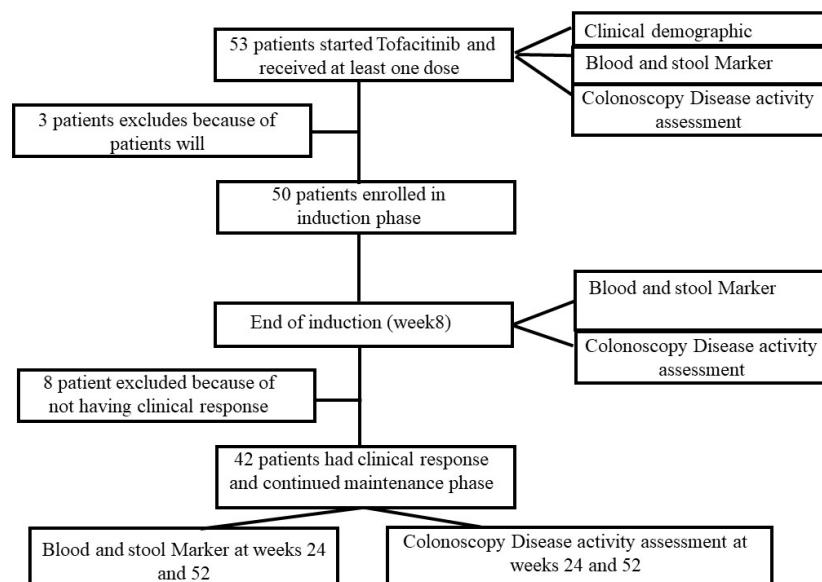 53 patients started Tofacitinib and
received at least one dose
Clinical demographic
Blood and stool Marker
Colonoscopy Disease activity
assessment
3 patients excludes because of
patients will
50 patients enrolled in
induction phase
End of induction (week8)
Blood and stool Marker
Colonoscopy Disease activity
assessment
8 patient excluded because of
not having clinical response
42 patients had clinical response
and continued maintenance phase
Blood and stool Marker at weeks 24
and 52
Colonoscopy Disease activity assessment at
weeks 24 and 52